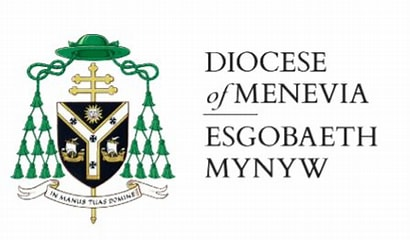 DIOCESE
of MENEVIA
ESGOBAETH
MYNYW
IN MANUS TUAS DOMINE